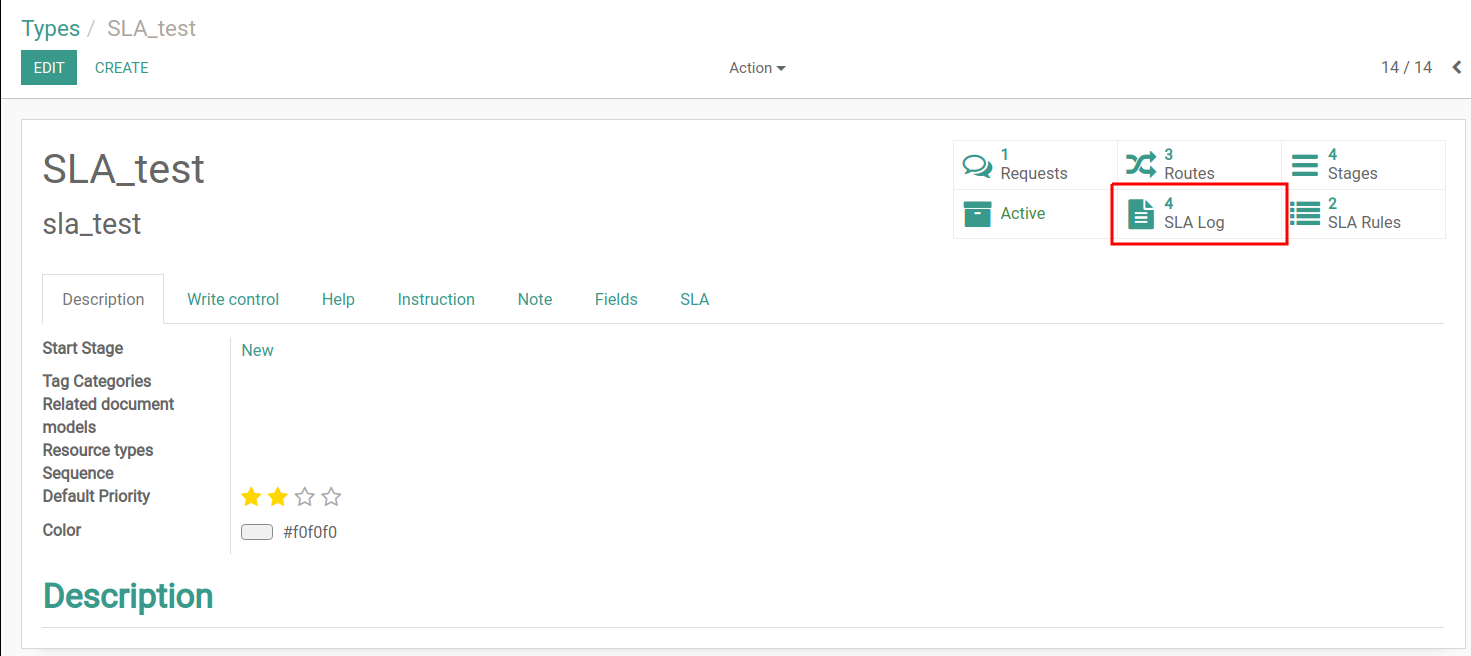 Types / SLA_test
EDIT CREATE Action 14 / 14
SLA_test
sla_test
1
Requests
3
Routes
4
Stages
Active
4
SLA Log
2
SLA Rules
Description Write control Help Instruction Note Fields SLA
Start Stage New
Tag Categories
Related document
models
Resource types
Sequence
Default Priority
Color #f0f0f0
Description